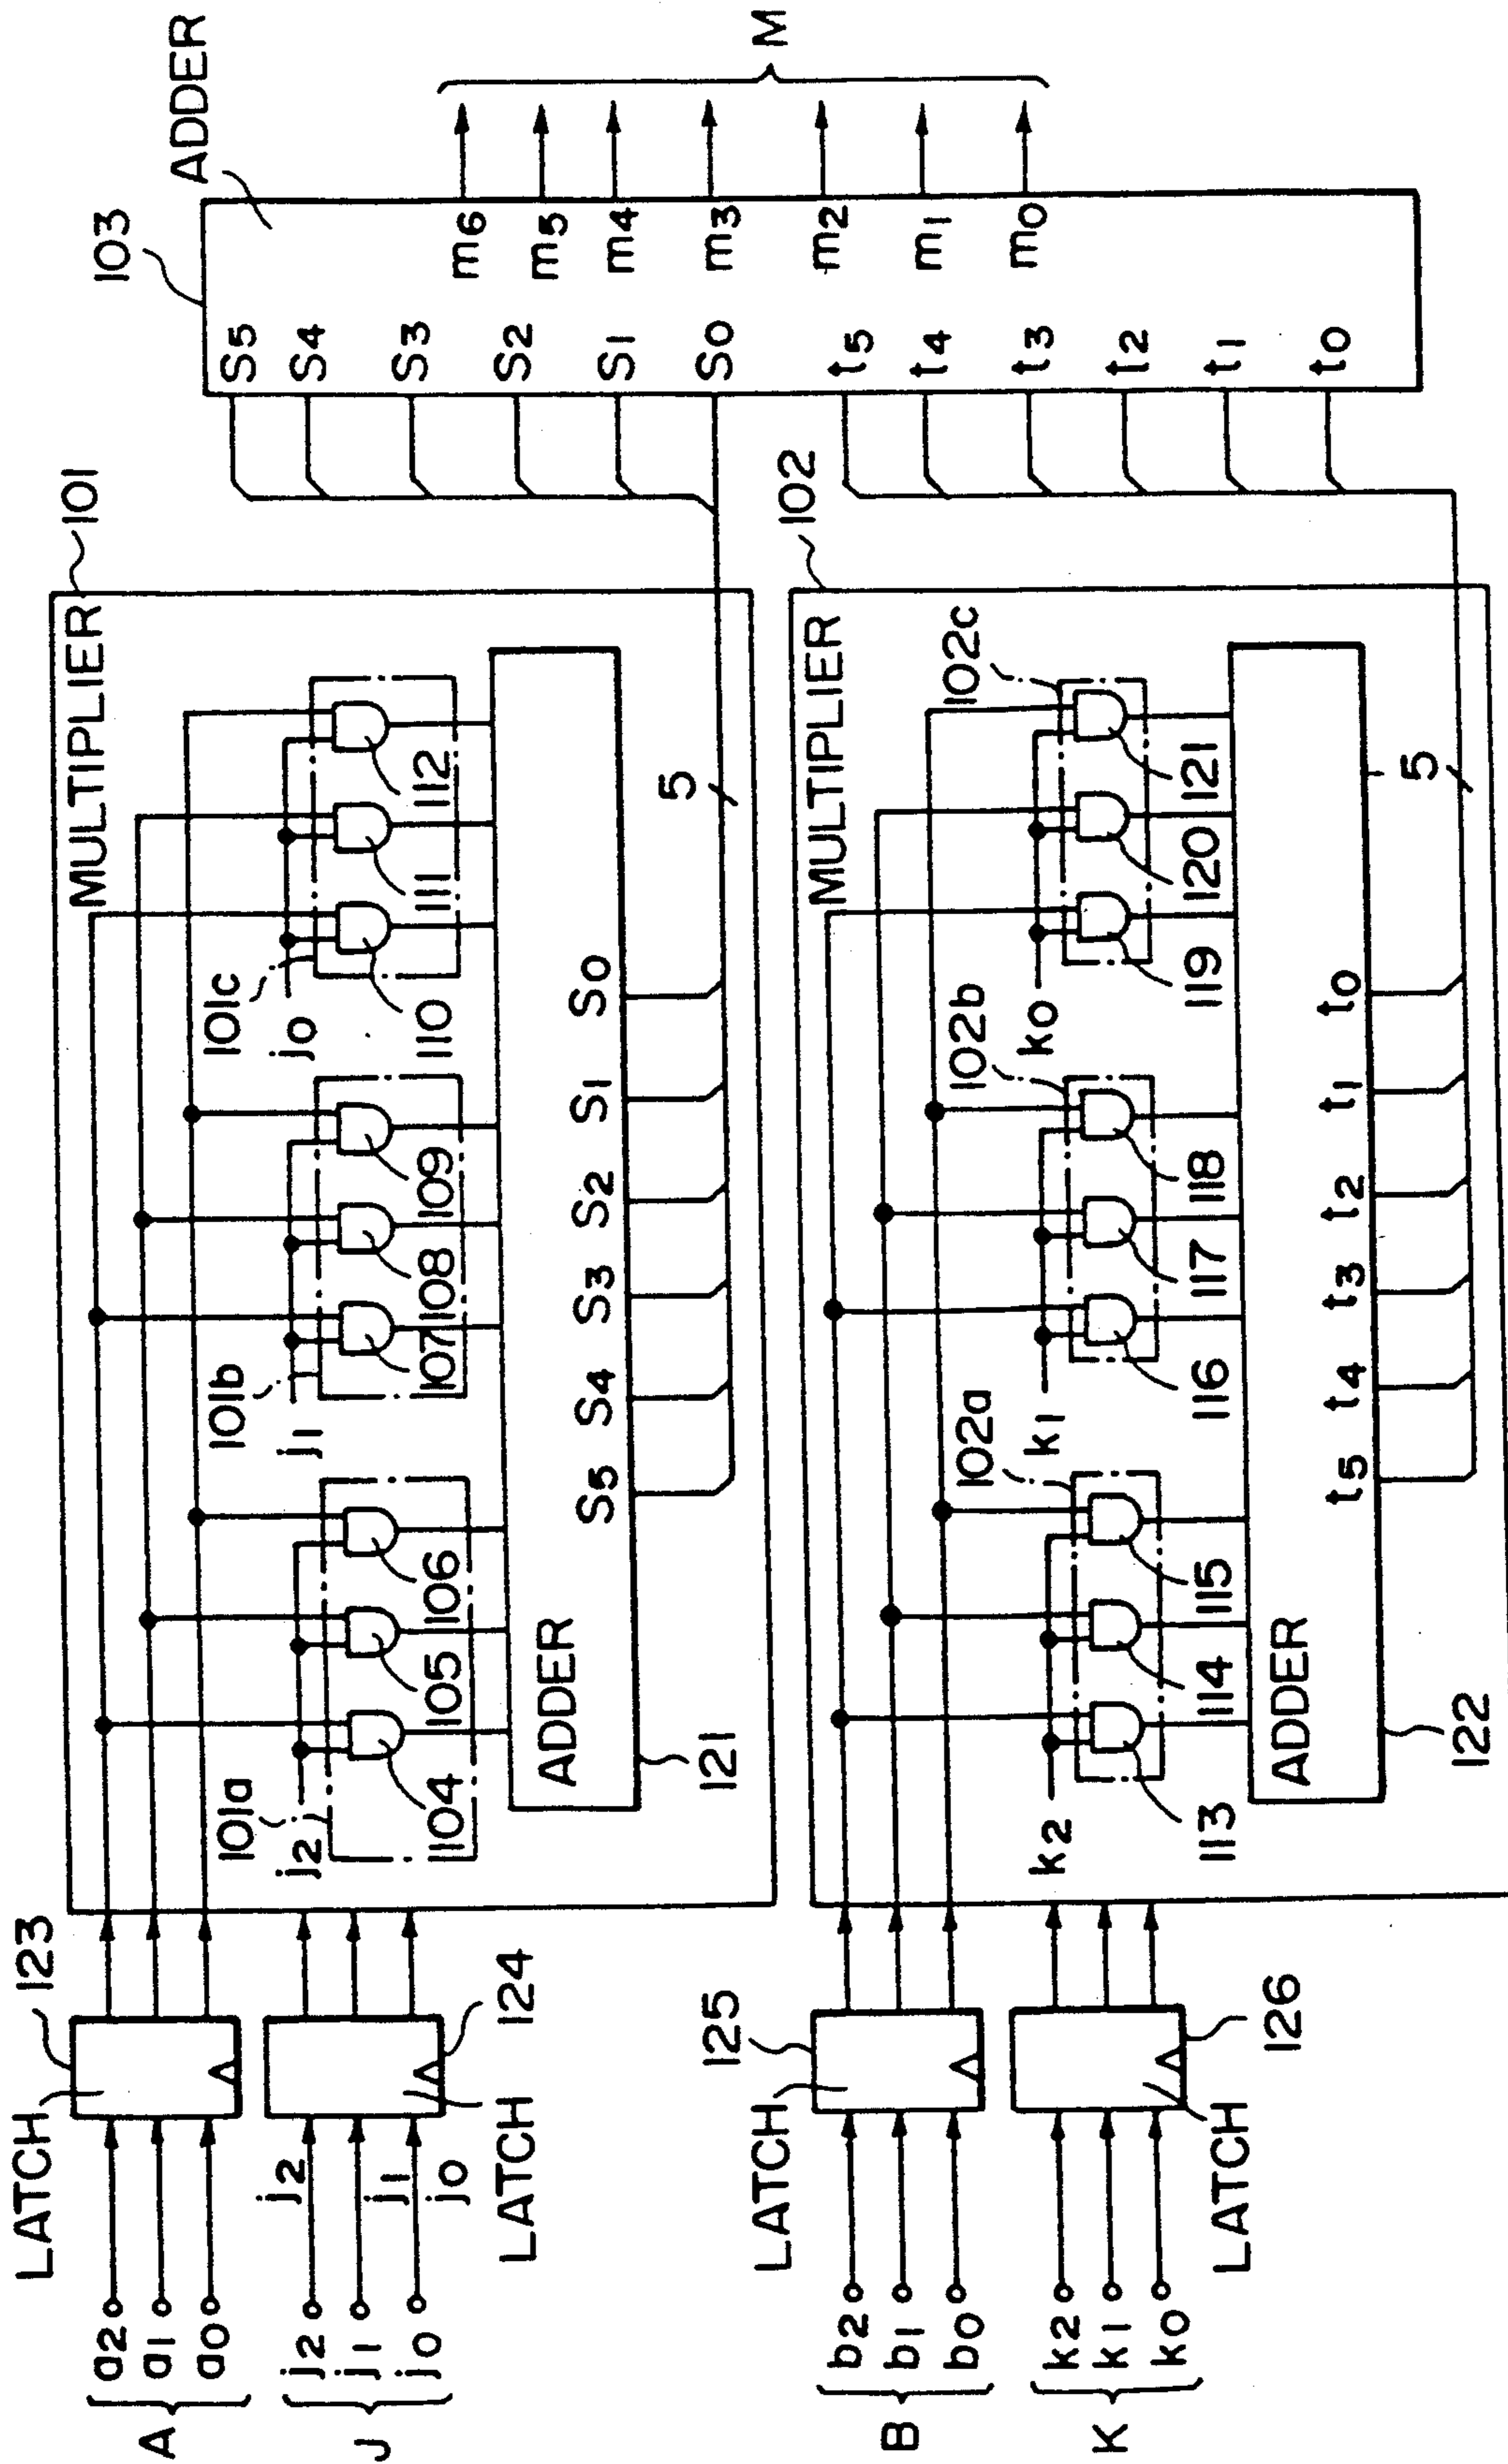 LATCH
123
a2
a1
a0
A
j2
j1
j0
J
j2
j1
j0
124
LATCH
LATCH
125
b2
b1
b0
B
k2
k1
k0
K
126
LATCH
MULTIPLIER
101
101a
101b
101c
j2
j1
j0
104
105
106
107
108
109
110
111
112
ADDER
121
S5
S4
S3
S2
S1
S0
5
MULTIPLIER
102
102a
102b
102c
k2
k1
k0
113
114
115
116
117
118
119
120
121
ADDER
122
t5
t4
t3
t2
t1
t0
5
103
ADDER
S5
S4
S3
S2
S1
S0
t5
t4
t3
t2
t1
t0
m6
m5
m4
m3
m2
m1
m0
M